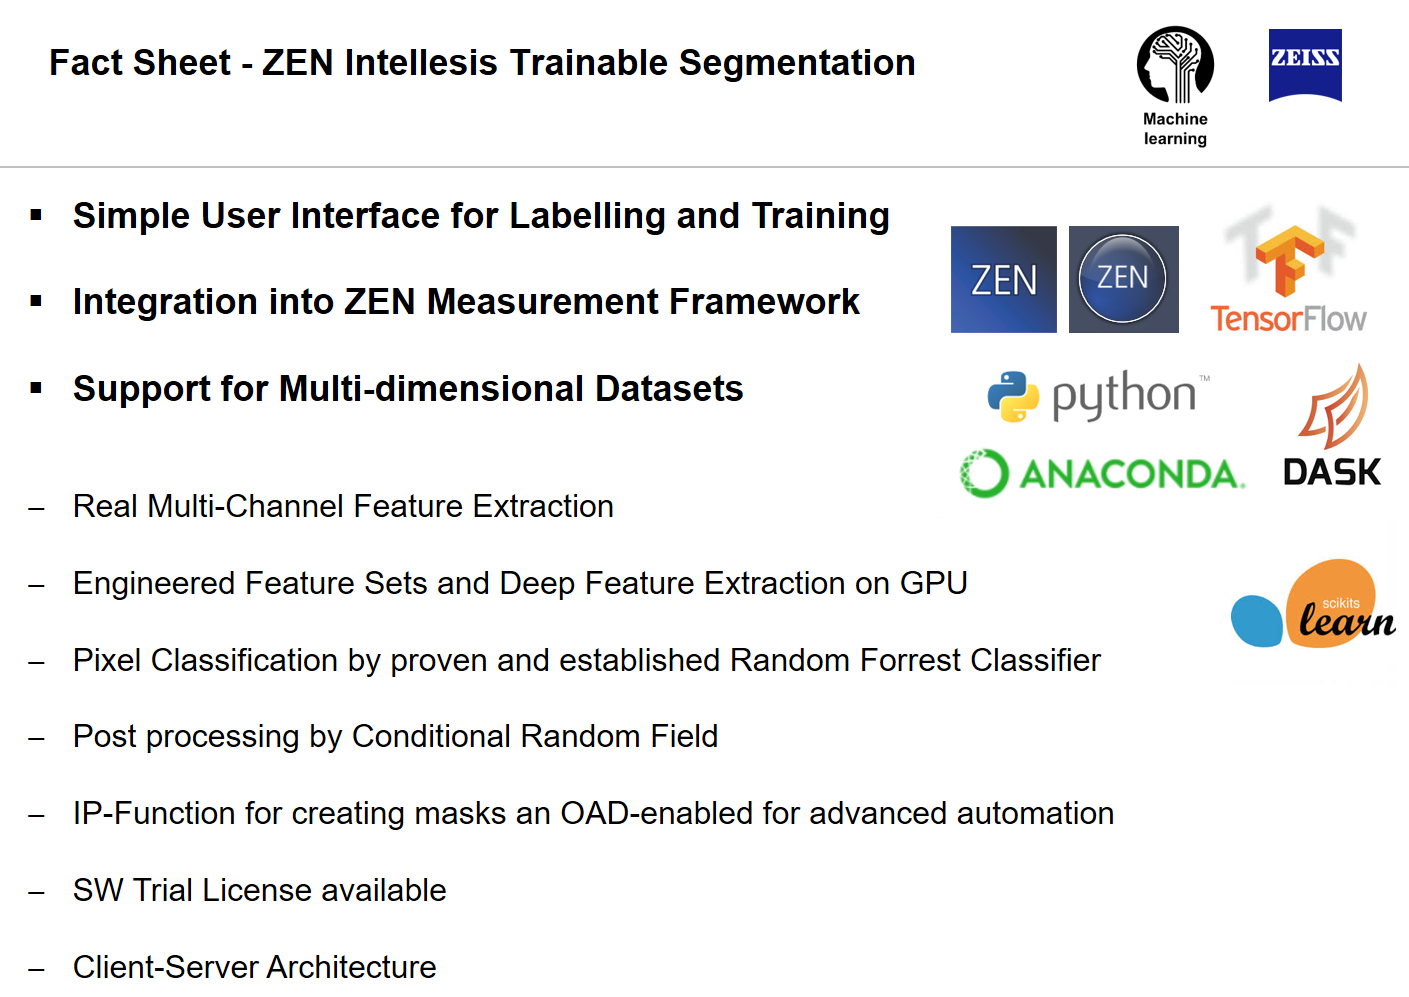 Fact Sheet - ZEN Intellesis Trainable Segmentation
Machine
learning
ZEISS
▪ Simple User Interface for Labelling and Training
▪ Integration into ZEN Measurement Framework
▪ Support for Multi-dimensional Datasets
ZEN
ZEN
TF
TensorFlow
python™
ANACONDA.
DASK
– Real Multi-Channel Feature Extraction
– Engineered Feature Sets and Deep Feature Extraction on GPU
scikits
learn
– Pixel Classification by proven and established Random Forrest Classifier
– Post processing by Conditional Random Field
– IP-Function for creating masks an OAD-enabled for advanced automation
– SW Trial License available
– Client-Server Architecture